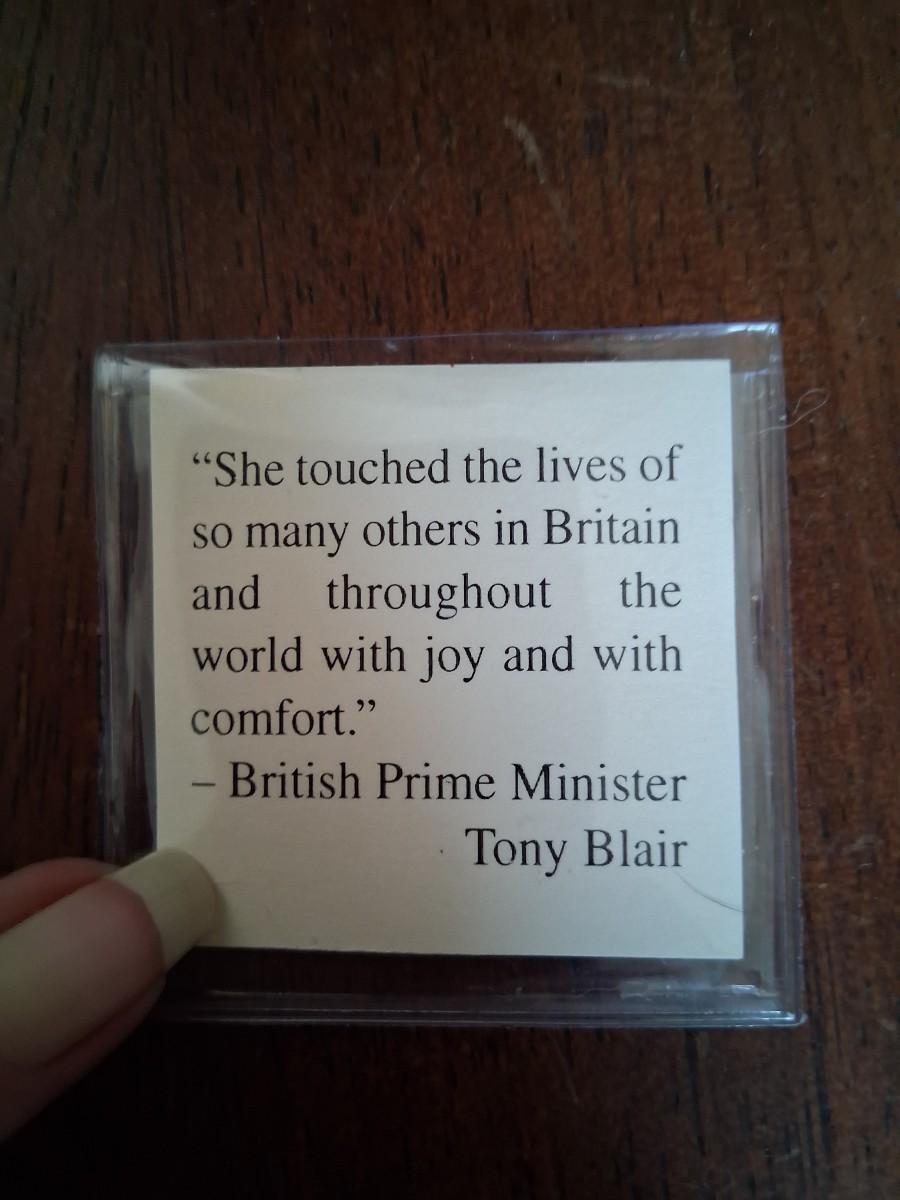 “She touched the lives of
so many others in Britain
and throughout the
world with joy and with
comfort.”
– British Prime Minister
Tony Blair